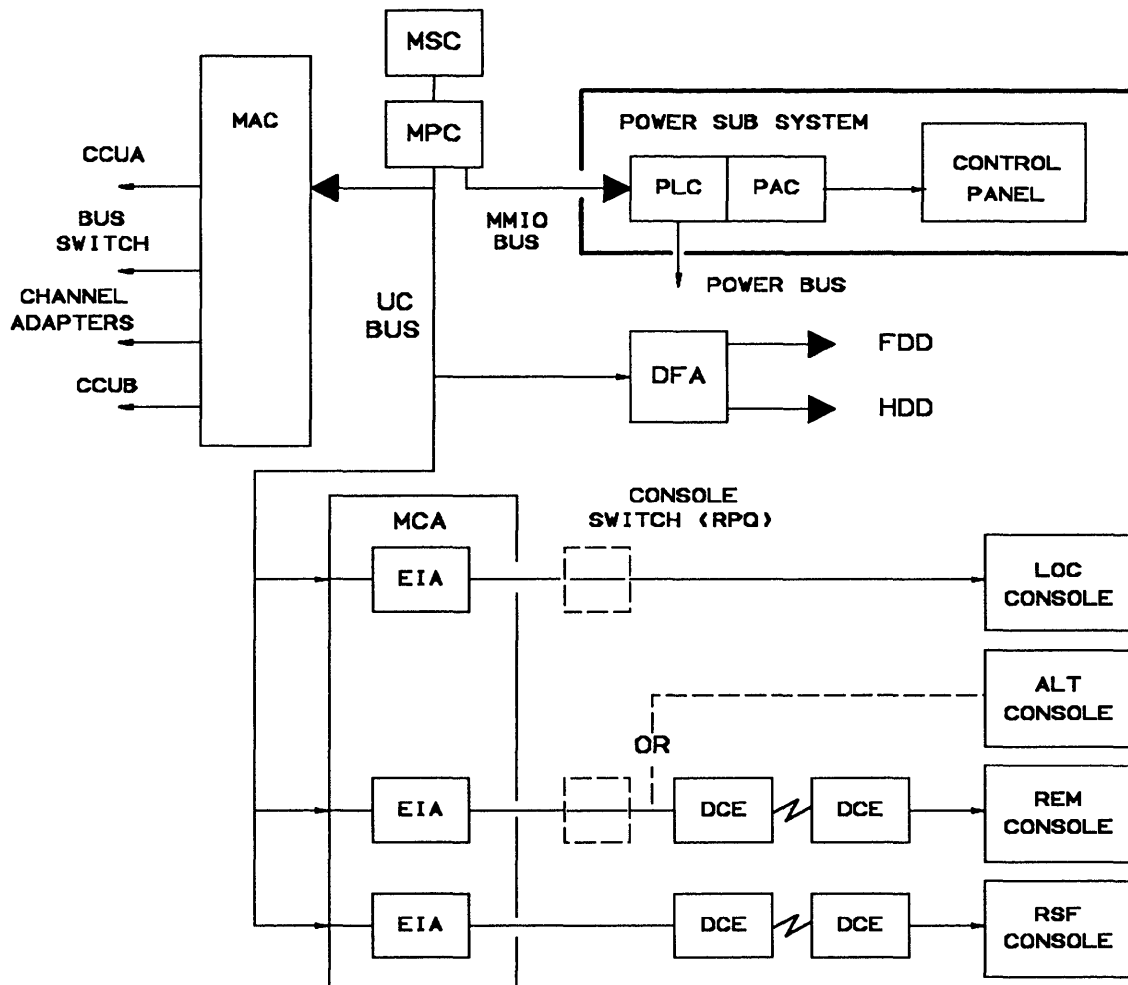 MSC
MAC
MPC
POWER SUB SYSTEM
CCUA
PLC
PAC
CONTROL
PANEL
MMIO
BUS
BUS
SWITCH
POWER BUS
CHANNEL
ADAPTERS
UC
BUS
FDD
DFA
CCUB
HDD
MCA
CONSOLE
SWITCH (RPQ)
EIA
LOC
CONSOLE
ALT
CONSOLE
OR
EIA
DCE
DCE
REM
CONSOLE
EIA
DCE
DCE
RSF
CONSOLE